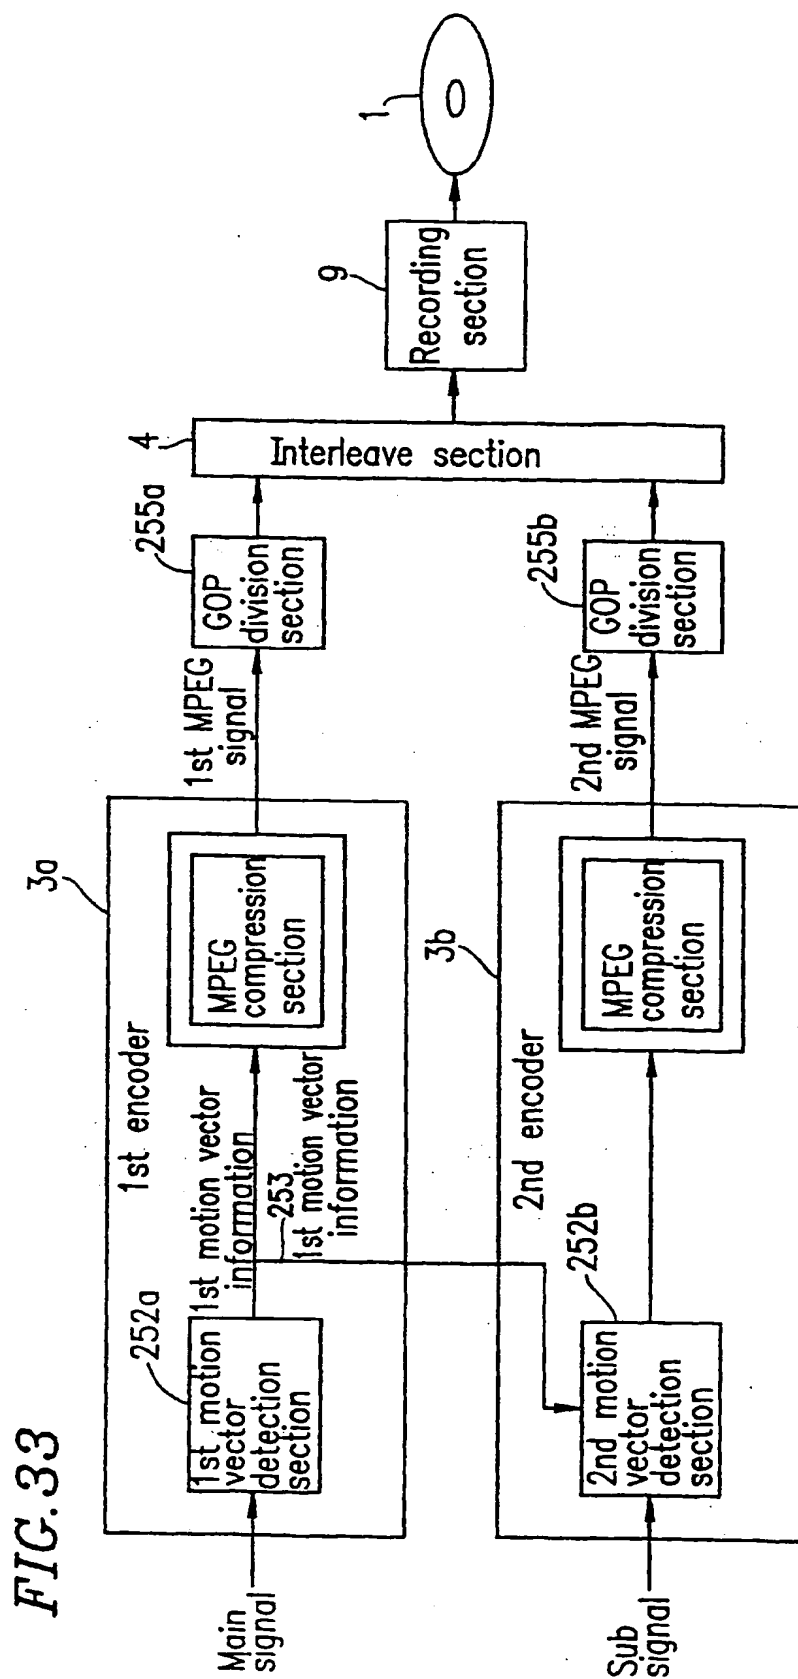 FIG.33
Main
signal
3a
1st encoder
252a
1st motion
vector
detection
section
1st motion vector
information
253
1st motion vector
information
MPEG
compression
section
1st MPEG
signal
255a
GOP
division
section
Sub
signal
3b
2nd encoder
252b
2nd motion
vector
detection
section
MPEG
compression
section
2nd MPEG
signal
255b
GOP
division
section
4
Interleave section
9
Recording
section
1